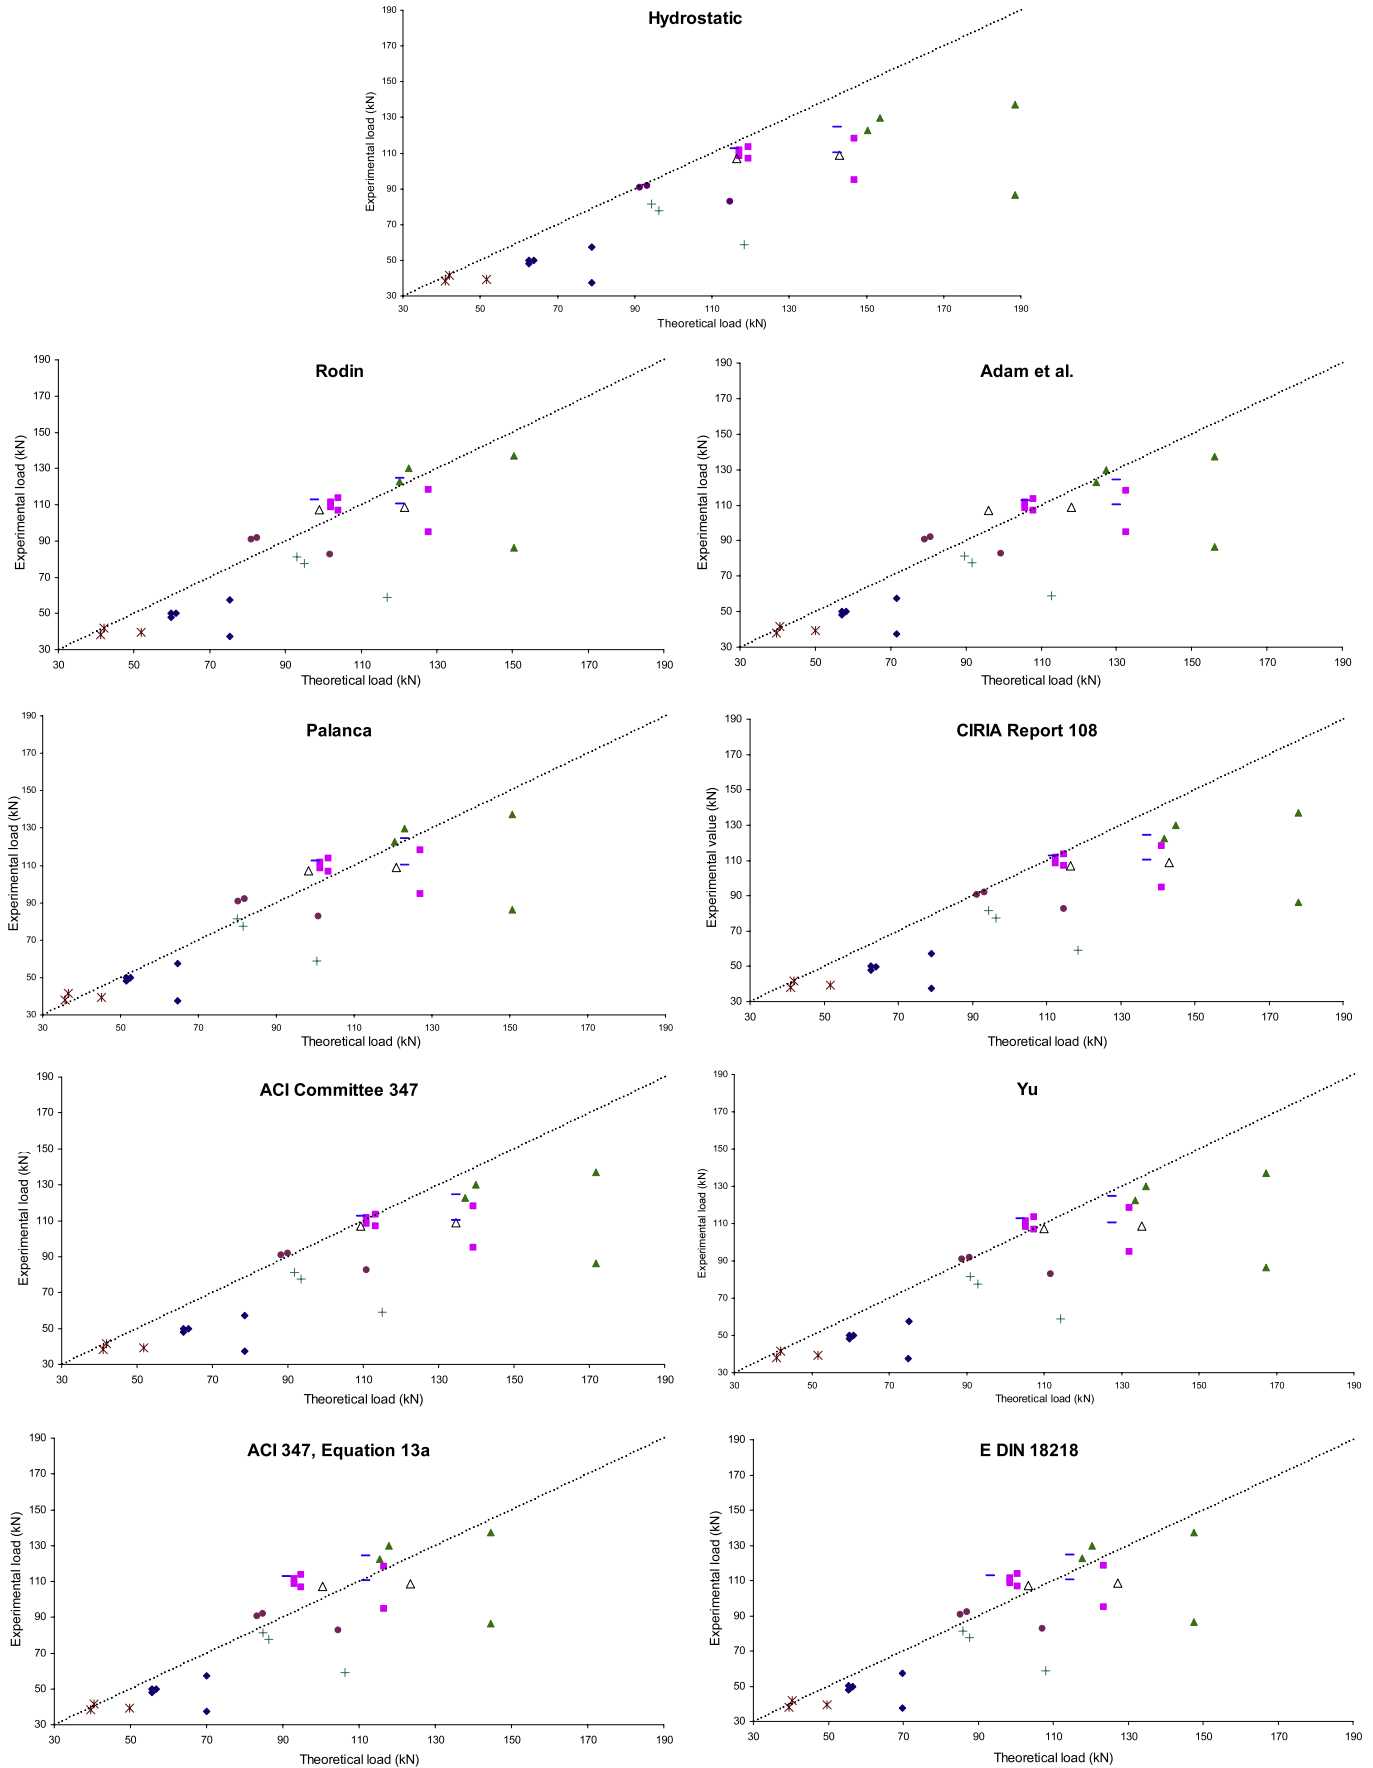 Hydrostatic
190
170
150
130
110
90
70
50
30
30 50 70 90 110 130 150 170 190
Experimental load (kN)
Theoretical load (kN)
Rodin
190
170
150
130
110
90
70
50
30
30 50 70 90 110 130 150 170 190
Experimental load (kN)
Theoretical load (kN)
Adam et al.
190
170
150
130
110
90
70
50
30
30 50 70 90 110 130 150 170 190
Experimental load (kN)
Theoretical load (kN)
Palanca
190
170
150
130
110
90
70
50
30
30 50 70 90 110 130 150 170 190
Experimental load (kN)
Theoretical load (kN)
CIRIA Report 108
190
170
150
130
110
90
70
50
30
30 50 70 90 110 130 150 170 190
Experimental value (kN)
Theoretical load (kN)
ACI Committee 347
190
170
150
130
110
90
70
50
30
30 50 70 90 110 130 150 170 190
Experimental load (kN)
Theoretical load (kN)
Yu
190
170
150
130
110
90
70
50
30
30 50 70 90 110 130 150 170 190
Experimental load (kN)
Theoretical load (kN)
ACI 347, Equation 13a
190
170
150
130
110
90
70
50
30
30 50 70 90 110 130 150 170 190
Experimental load (kN)
Theoretical load (kN)
E DIN 18218
190
170
150
130
110
90
70
50
30
30 50 70 90 110 130 150 170 190
Experimental load (kN)
Theoretical load (kN)